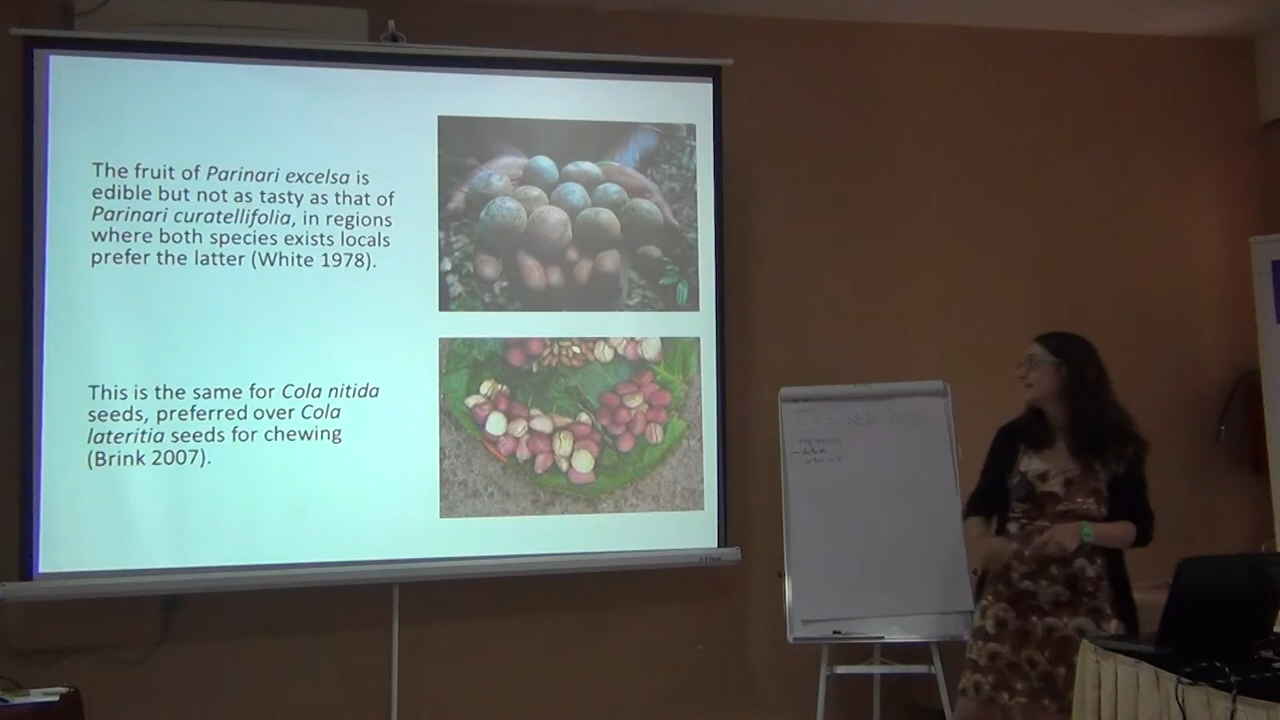 The fruit of Parinari excelsa is
edible but not as tasty as that of
Parinari curatellifolia, in regions
where both species exists locals
prefer the latter (White 1978).
This is the same for Cola nitida
seeds, preferred over Cola
lateritia seeds for chewing
(Brink 2007).